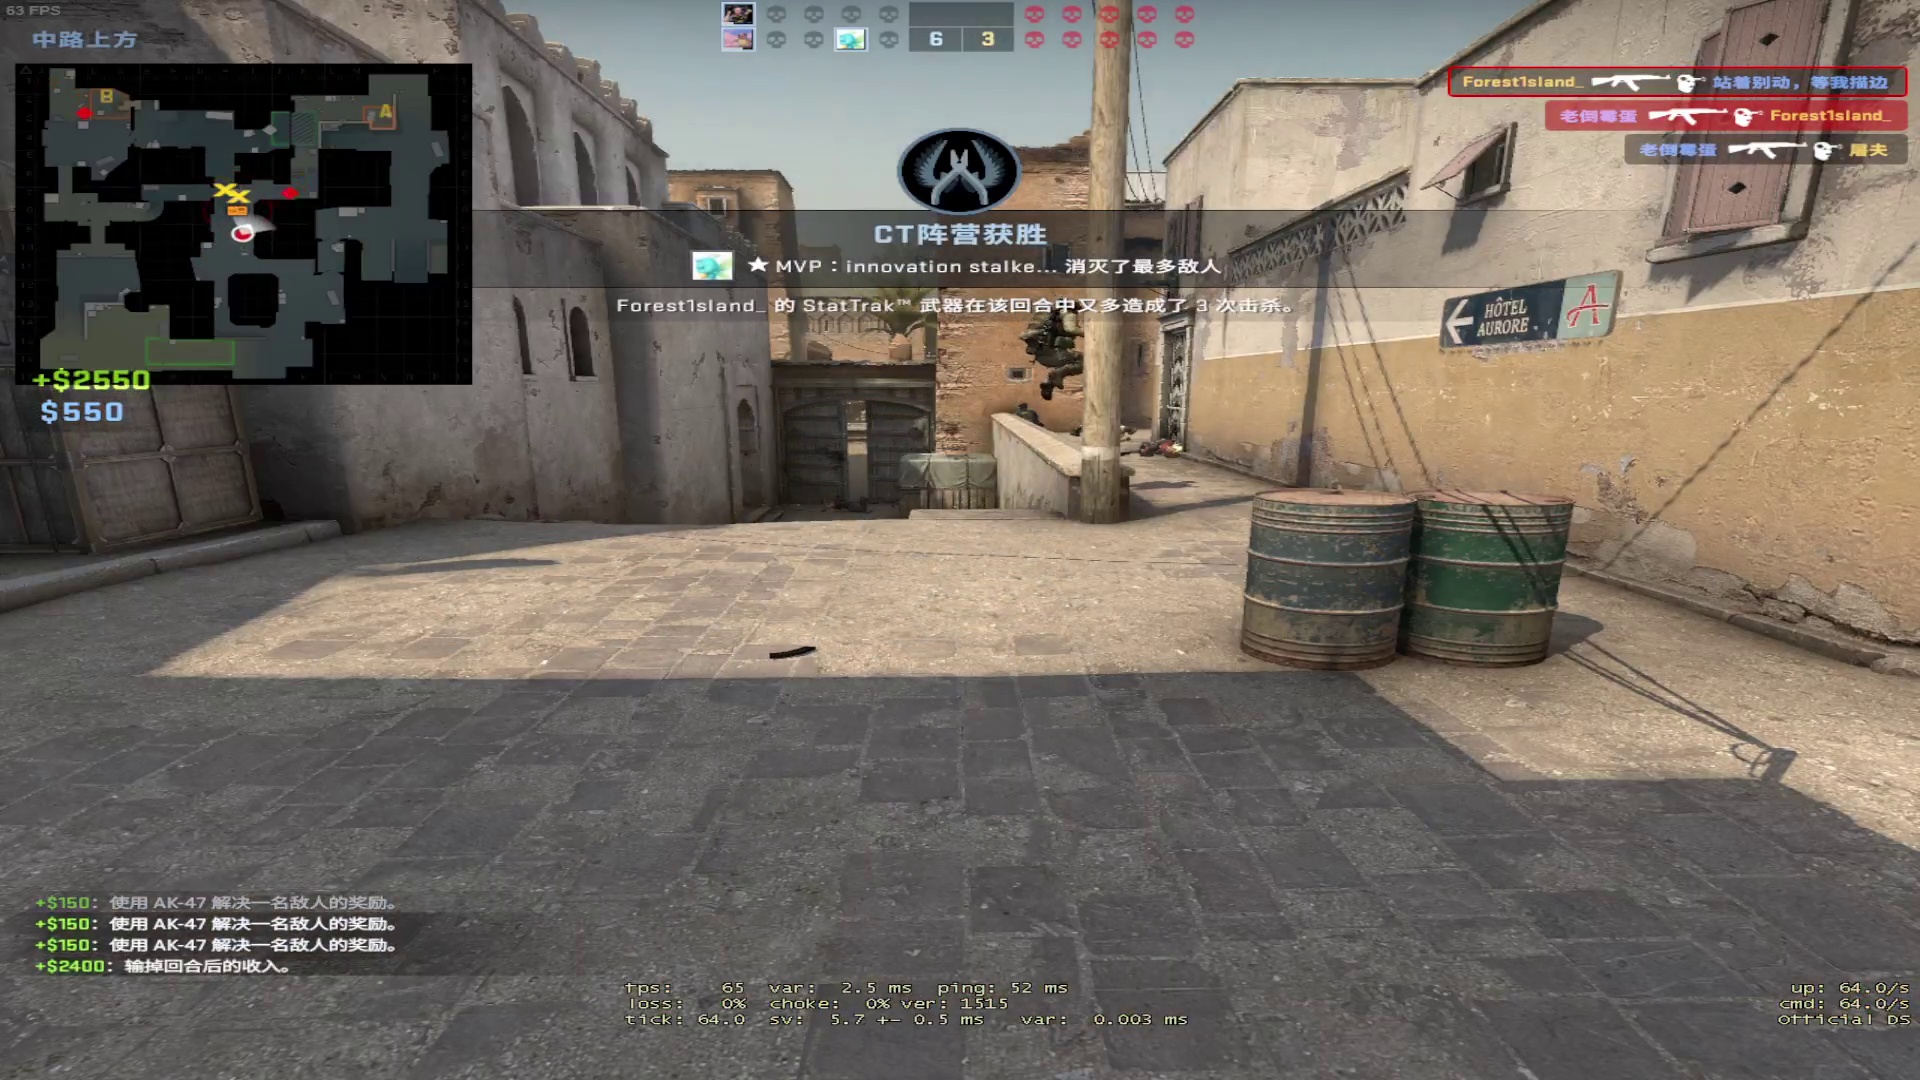 63 FPS
中路上方
B
A
6 3
Forest1sland_ 站着别动，等我描边
老倒霉蛋 Forest1sland_
老倒霉蛋 屠夫
CT阵营获胜
★ MVP：innovation stalke... 消灭了最多敌人
Forest1sland_ 的 StatTrak™ 武器在该回合中又多造成了 3 次击杀。
HÔTEL
AURORE
A
+$2550
$550
+$150：使用 AK-47 解决一名敌人的奖励。
+$150：使用 AK-47 解决一名敌人的奖励。
+$150：使用 AK-47 解决一名敌人的奖励。
+$2400：输掉回合后的收入。
fps: 65 var: 2.5 ms ping: 52 ms
loss: 0% choke: 0% ver: 1515
tick: 64.0 sv: 5.7 +- 0.5 ms var: 0.003 ms
up: 64.0/s
cmd: 64.0/s
Official DS